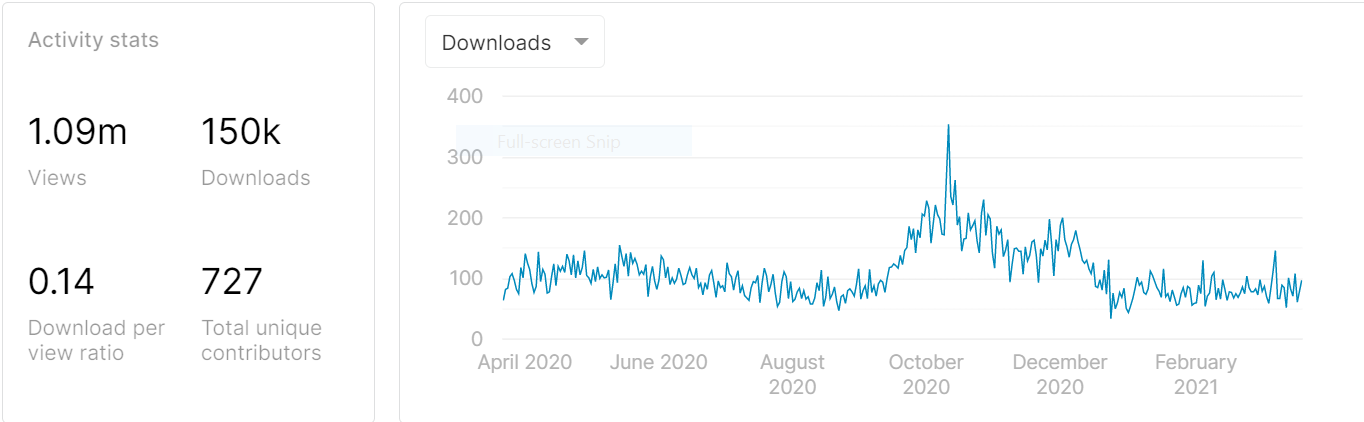 Activity stats
1.09m
150k
Views
Downloads
0.14
727
Download per
view ratio
Total unique
contributors
Downloads
400
Full-screen Snip
300
200
100
0
April 2020
June 2020
August
2020
October
2020
December
2020
February
2021